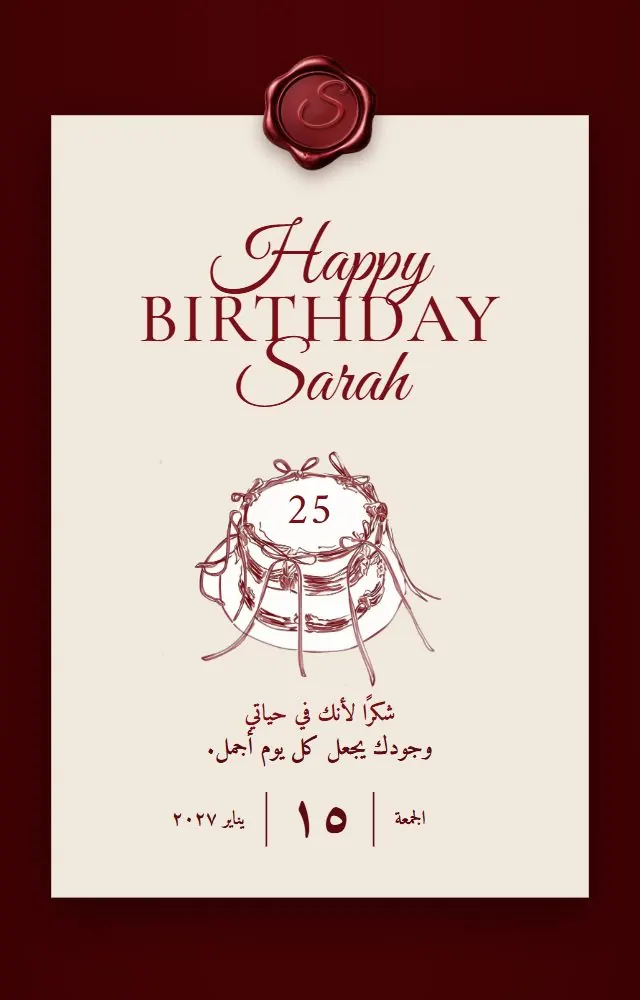 S
Happy
BIRTHDAY
Sarah
25
شكرًا لأنك في حياتي
وجودك يجعل كل يوم أجمل.
الجمعة | ١٥ | يناير ٢٠٢٧